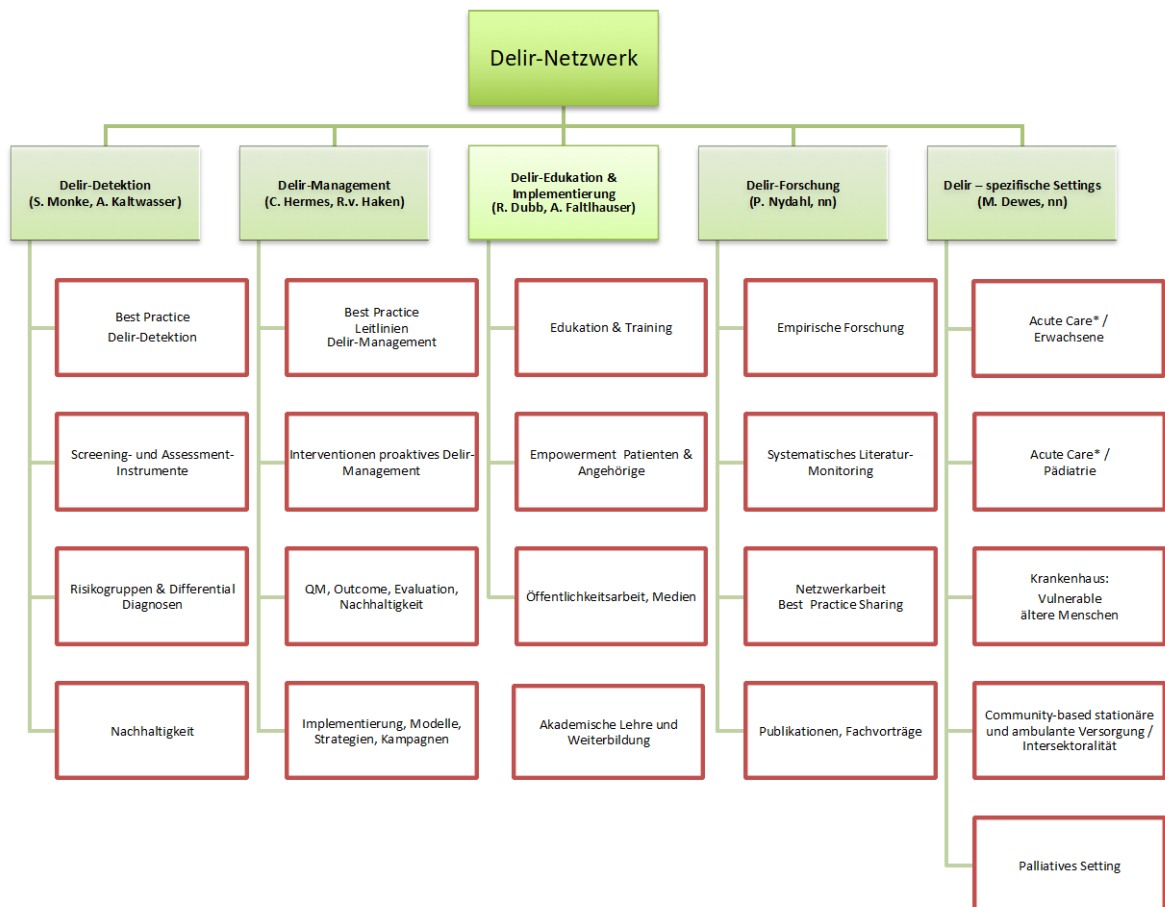 Delir-Netzwerk
Delir-Detektion
(S. Monke, A. Kaltwasser)
Best Practice
Delir-Detektion
Screening- und Assessment-
Instrumente
Risikogruppen & Differential
Diagnosen
Nachhaltigkeit
Delir-Management
(C. Hermes, R.v. Haken)
Best Practice
Leitlinien
Delir-Management
Interventionen proaktives Delir-
Management
QM, Outcome, Evaluation,
Nachhaltigkeit
Implementierung, Modelle,
Strategien, Kampagnen
Delir-Edukation &
Implementierung
(R. Dubb, A. Faltlhauser)
Edukation & Training
Empowerment Patienten &
Angehörige
Öffentlichkeitsarbeit, Medien
Akademische Lehre und
Weiterbildung
Delir-Forschung
(P. Nydahl, nn)
Empirische Forschung
Systematisches Literatur-
Monitoring
Netzwerkarbeit
Best Practice Sharing
Publikationen, Fachvorträge
Delir – spezifische Settings
(M. Dewes, nn)
Acute Care* /
Erwachsene
Acute Care* /
Pädiatrie
Krankenhaus:
Vulnerable
ältere Menschen
Community-based stationäre
und ambulante Versorgung /
Intersektoralität
Palliatives Setting